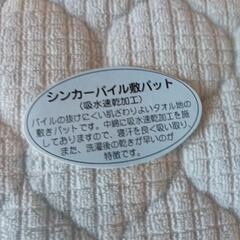 シンカーパイル敷パット
(吸水速乾加工)
パイルの抜けにくい肌ざわりよいタオル地の
敷きパットです。中綿に吸水速乾加工を施
しておりますので、寝汗を良く吸い取り、
また、洗濯後の乾きが早いのが
特徴です。